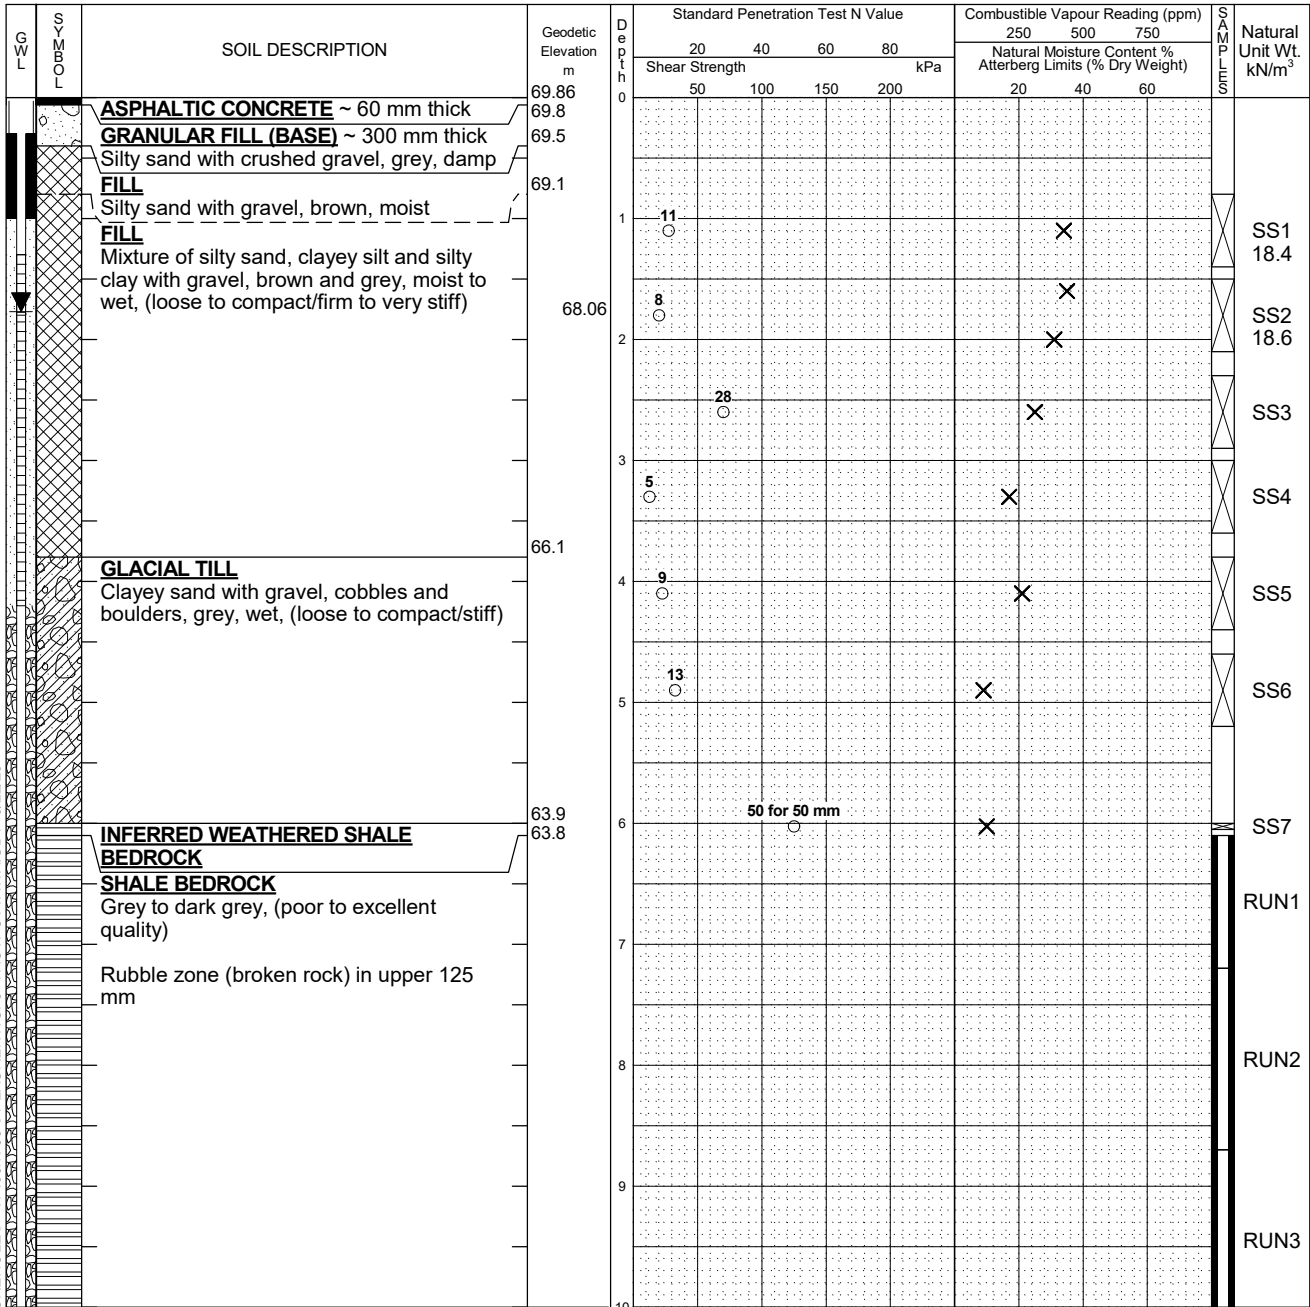 GWL
SYMBOL
SOIL DESCRIPTION
Geodetic
Elevation
m
Depth
Standard Penetration Test N Value
20 40 60 80
Shear Strength kPa
50 100 150 200
Combustible Vapour Reading (ppm)
250 500 750
Natural Moisture Content %
Atterberg Limits (% Dry Weight)
20 40 60
SAMPLES
Natural
Unit Wt.
kN/m³
69.86
0
ASPHALTIC CONCRETE ~ 60 mm thick
69.8
GRANULAR FILL (BASE) ~ 300 mm thick
69.5
Silty sand with crushed gravel, grey, damp
FILL
69.1
Silty sand with gravel, brown, moist
FILL
Mixture of silty sand, clayey silt and silty
clay with gravel, brown and grey, moist to
wet, (loose to compact/firm to very stiff)
68.06
1
11
SS1
18.4
8
SS2
18.6
2
28
SS3
3
5
SS4
66.1
GLACIAL TILL
Clayey sand with gravel, cobbles and
boulders, grey, wet, (loose to compact/stiff)
4
9
SS5
13
SS6
5
63.9
50 for 50 mm
6
SS7
INFERRED WEATHERED SHALE
BEDROCK
63.8
SHALE BEDROCK
Grey to dark grey, (poor to excellent
quality)
RUN1
7
Rubble zone (broken rock) in upper 125
mm
RUN2
8
9
RUN3
10